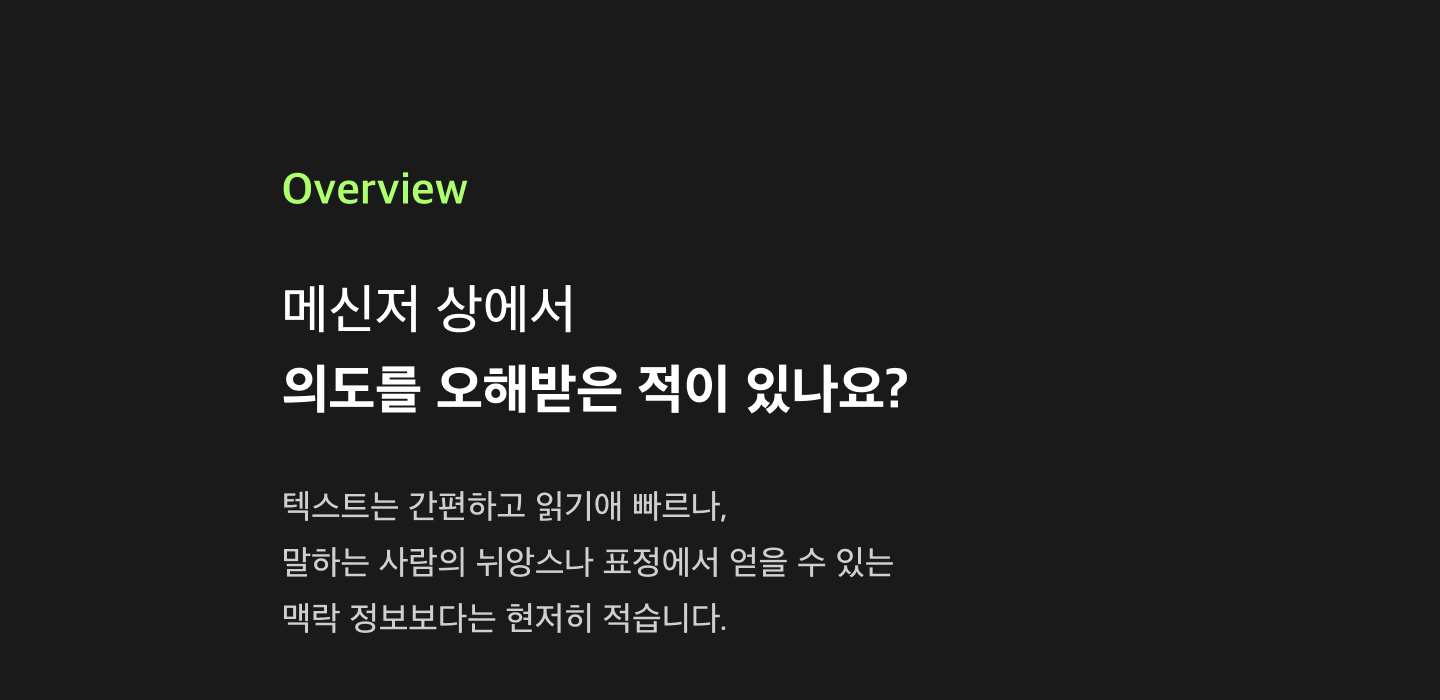 Overview
메신저 상에서
의도를 오해받은 적이 있나요?
텍스트는 간편하고 읽기애 빠르나,
말하는 사람의 뉘앙스나 표정에서 얻을 수 있는
맥락 정보보다는 현저히 적습니다.